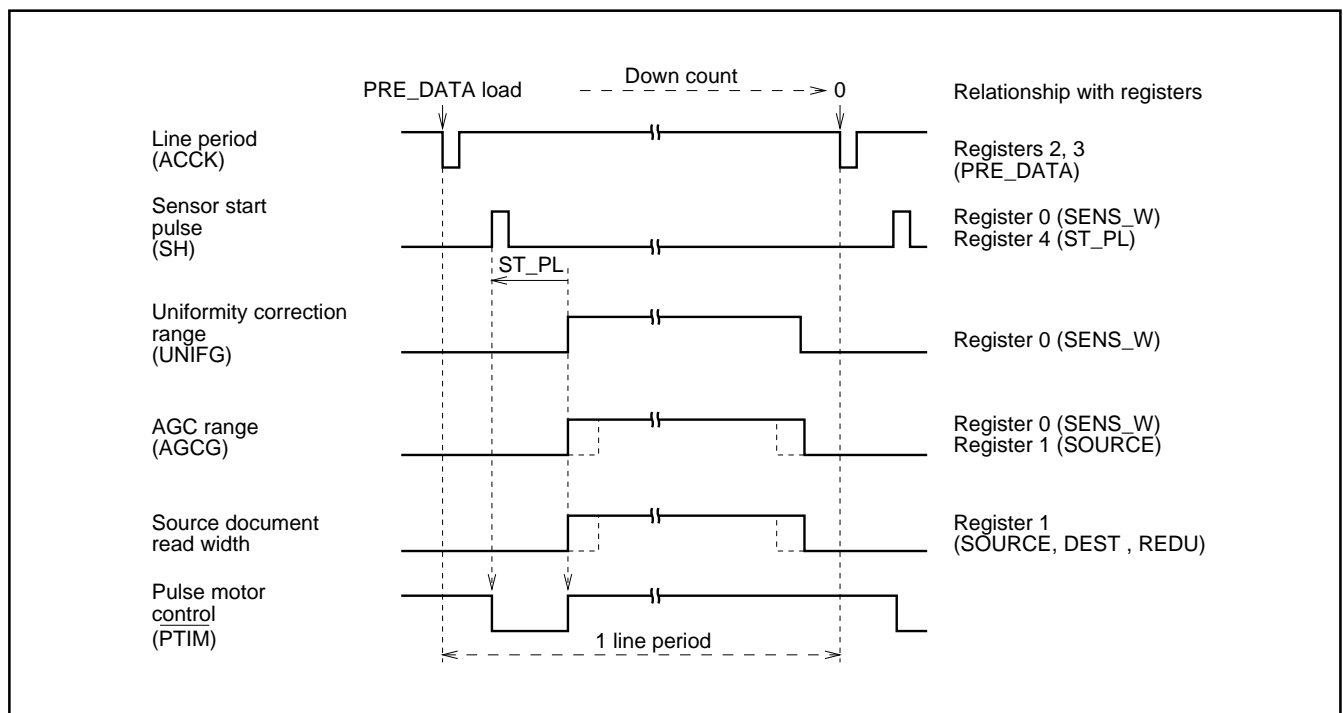 PRE_DATA load
Down count
0
Relationship with registers
Line period
(ACCK)
Registers 2, 3
(PRE_DATA)
Sensor start
pulse
(SH)
Register 0 (SENS_W)
Register 4 (ST_PL)
ST_PL
Uniformity correction
range
(UNIFG)
Register 0 (SENS_W)
AGC range
(AGCG)
Register 0 (SENS_W)
Register 1 (SOURCE)
Source document
read width
Register 1
(SOURCE, DEST , REDU)
Pulse motor
control
(PTIM)
1 line period